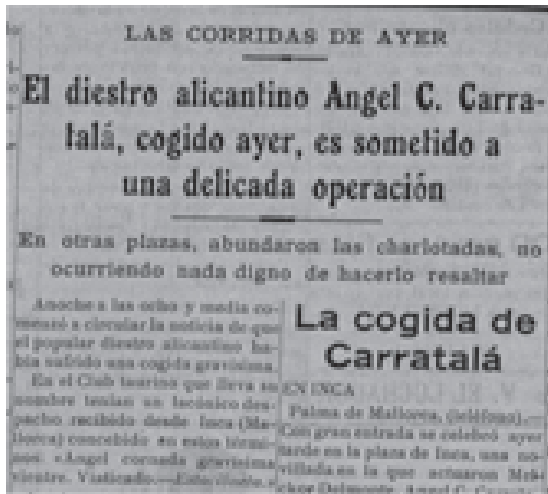 LAS CORRIDAS DE AYER
El diestro alicantino Angel C. Carra-
talá, cogido ayer, es sometido a
una delicada operación
En otras plazas, abundaron las charlotadas, no
ocurriendo nada digno de hacerlo resaltar
Anoche a las ocho y media co-
menzó a circular la noticia de que
el popular diestro alicantino ha-
bía sufrido una cogida gravísima.
En el Club taurino que lleva su
nombre tenían un lacónico des-
pacho recibido desde Inca (Ma-
llorca) concebido en estos térmi-
nos: «Angel cornada gravísima
vientre. Viaticado.
La cogida de
Carratalá
EN INCA
Palma de Mallorca, (teléfono).—
Con gran entrada se celebró ayer
tarde en la plaza de Inca, una no-
villada en la que actuaron Mel-
chor Delmonte, Angel C.